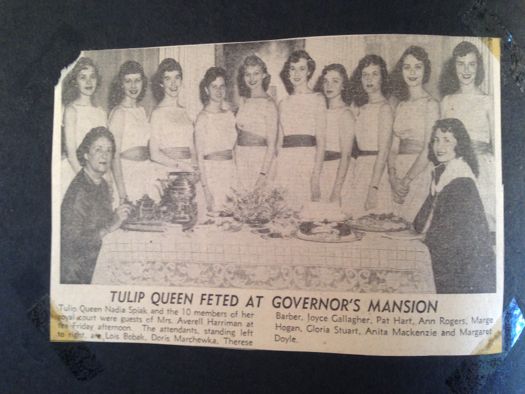 TULIP QUEEN FETED AT GOVERNOR'S MANSION
Tulip Queen Nadia Spiak and the 10 members of her
royal court were guests of Mrs. Averell Harriman at
tea Friday afternoon. The attendants, standing left
to right, are Lois Bobek, Doris Marchewka, Therese
Barber, Joyce Gallagher, Pat Hart, Ann Rogers, Marge
Hogan, Gloria Stuart, Anita Mackenzie and Margaret
Doyle.